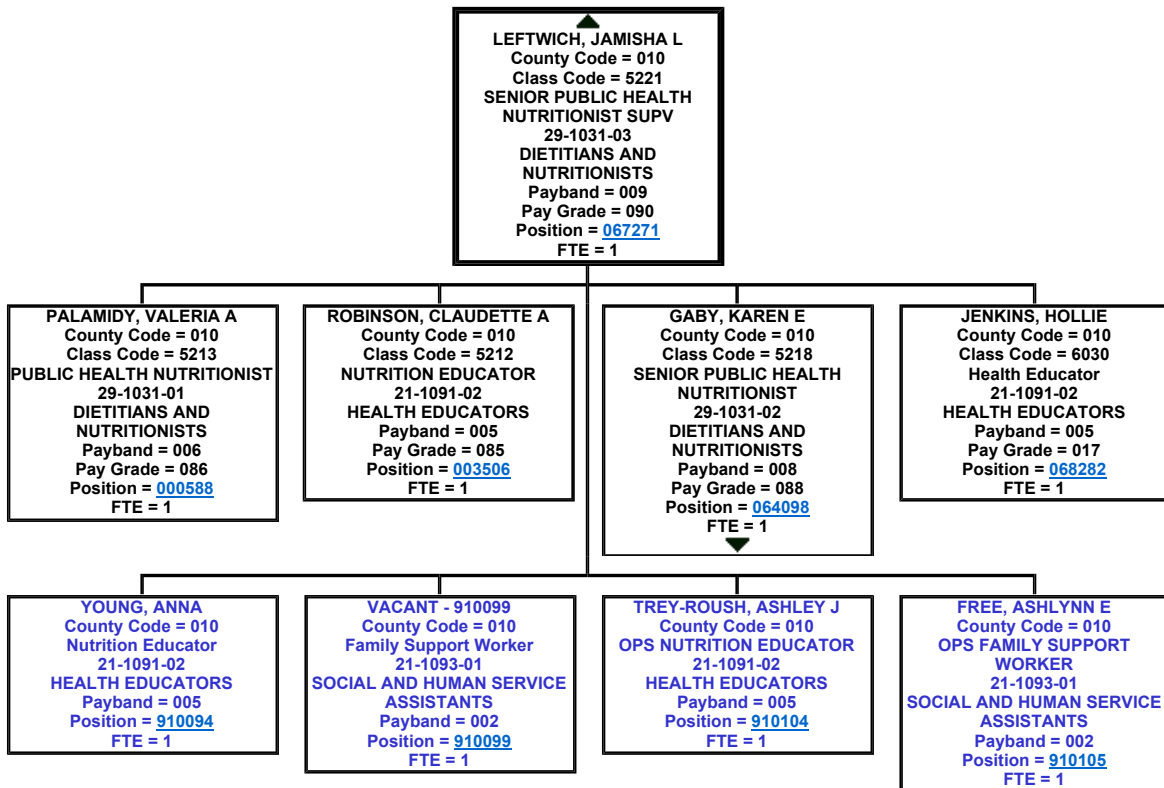 LEFTWICH, JAMISHA L
County Code = 010
Class Code = 5221
SENIOR PUBLIC HEALTH
NUTRITIONIST SUPV
29-1031-03
DIETITIANS AND
NUTRITIONISTS
Payband = 009
Pay Grade = 090
Position = 067271
FTE = 1
PALAMIDY, VALERIA A
County Code = 010
Class Code = 5213
PUBLIC HEALTH NUTRITIONIST
29-1031-01
DIETITIANS AND
NUTRITIONISTS
Payband = 006
Pay Grade = 086
Position = 000588
FTE = 1
ROBINSON, CLAUDETTE A
County Code = 010
Class Code = 5212
NUTRITION EDUCATOR
21-1091-02
HEALTH EDUCATORS
Payband = 005
Pay Grade = 085
Position = 003506
FTE = 1
GABY, KAREN E
County Code = 010
Class Code = 5218
SENIOR PUBLIC HEALTH
NUTRITIONIST
29-1031-02
DIETITIANS AND
NUTRITIONISTS
Payband = 008
Pay Grade = 088
Position = 064098
FTE = 1
JENKINS, HOLLIE
County Code = 010
Class Code = 6030
Health Educator
21-1091-02
HEALTH EDUCATORS
Payband = 005
Pay Grade = 017
Position = 068282
FTE = 1
YOUNG, ANNA
County Code = 010
Nutrition Educator
21-1091-02
HEALTH EDUCATORS
Payband = 005
Position = 910094
FTE = 1
VACANT - 910099
County Code = 010
Family Support Worker
21-1093-01
SOCIAL AND HUMAN SERVICE
ASSISTANTS
Payband = 002
Position = 910099
FTE = 1
TREY-ROUSH, ASHLEY J
County Code = 010
OPS NUTRITION EDUCATOR
21-1091-02
HEALTH EDUCATORS
Payband = 005
Position = 910104
FTE = 1
FREE, ASHLYNN E
County Code = 010
OPS FAMILY SUPPORT
WORKER
21-1093-01
SOCIAL AND HUMAN SERVICE
ASSISTANTS
Payband = 002
Position = 910105
FTE = 1